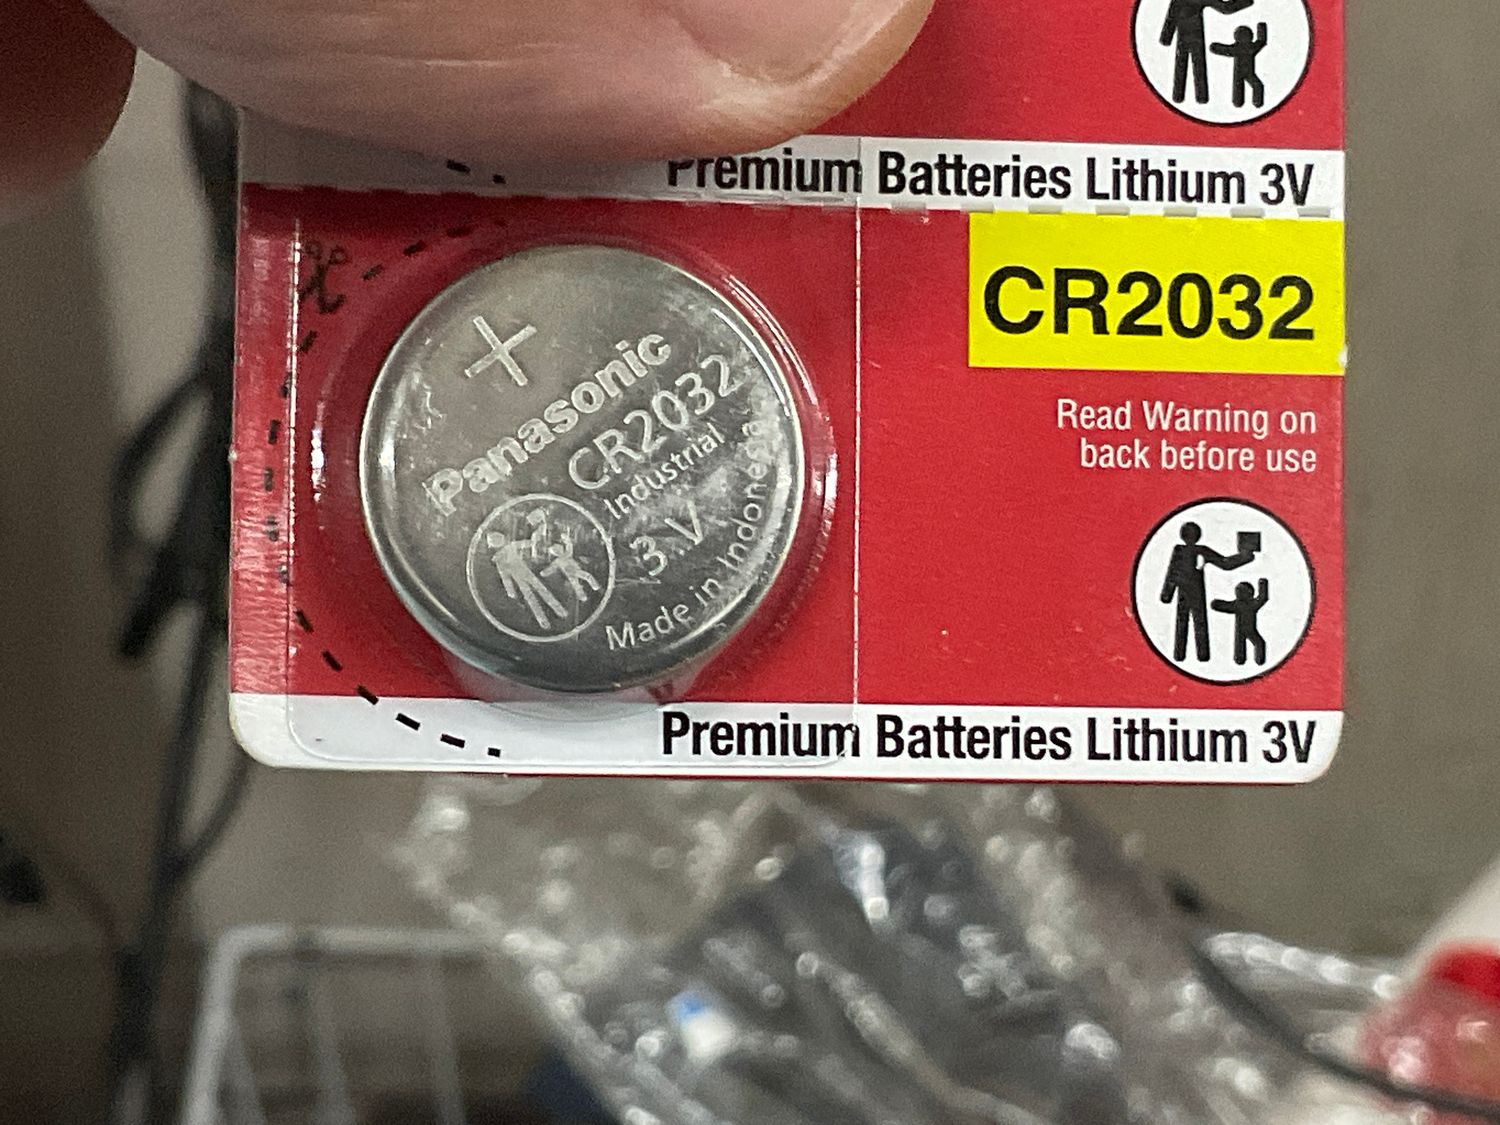 Premium Batteries Lithium 3V
CR2032
Read Warning on
back before use
+
Panasonic
CR2032
Industrial
3 V
Made in Indonesia
Premium Batteries Lithium 3V